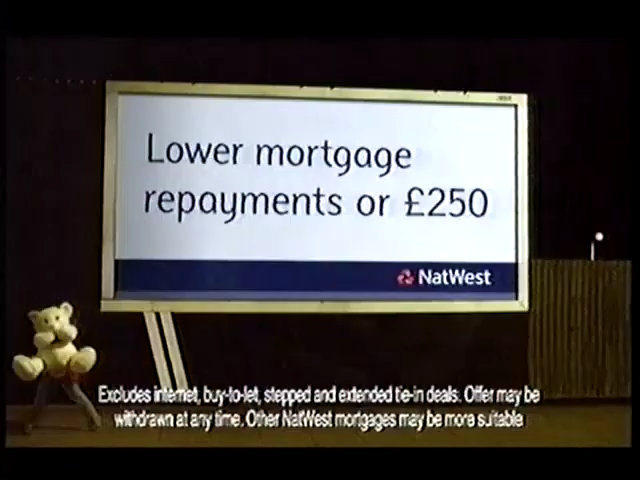 Lower mortgage
repayments or £250
NatWest
Excludes internet, buy-to-let, stepped and extended tie-in deals. Offer may be
withdrawn at any time. Other NatWest mortgages may be more suitable